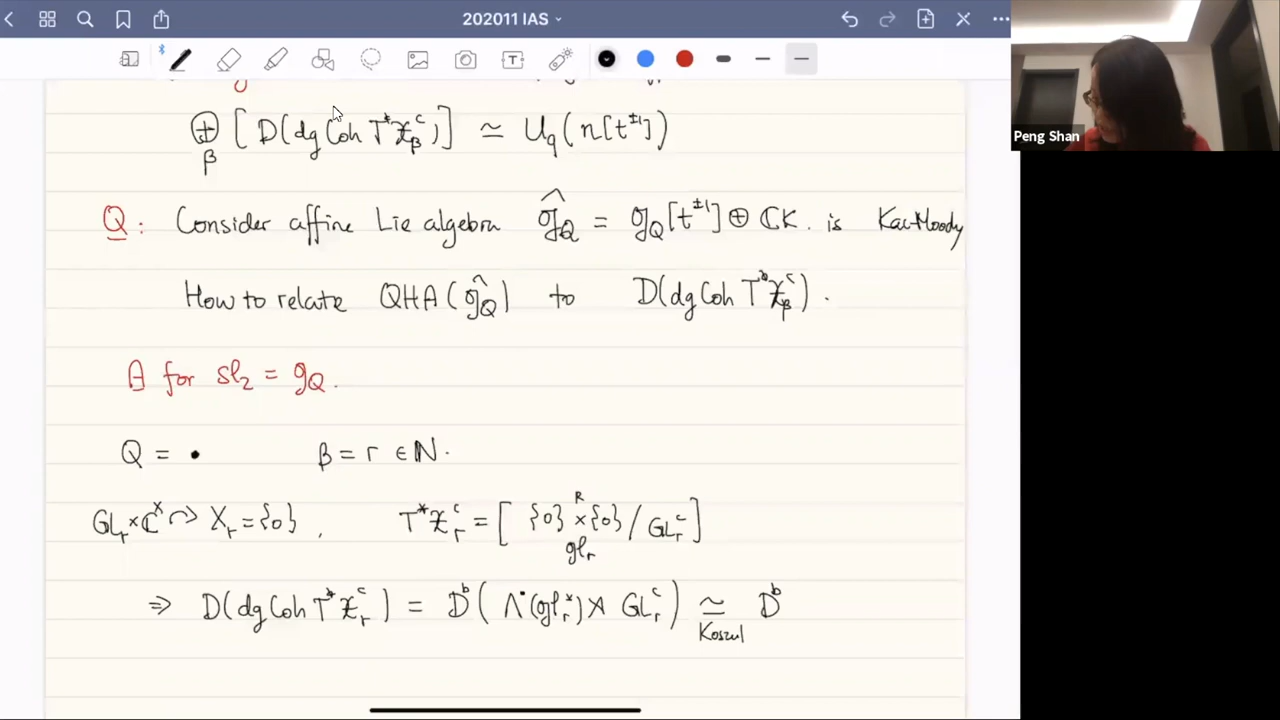 202011 IAS
Peng Shan
⊕_β [ D(dg Coh T*𝒳_β^c) ] ≃ U_q(n[t^{±1}])
Q: Consider affine Lie algebra ĝ_Q = g_Q[t^{±1}] ⊕ ℂK. is Kac-Moody
How to relate QHA(ĝ_Q) to D(dg Coh T*𝒳_β^c).
A for sl₂ = g_Q.
Q = • β = r ∈ ℕ.
GL_r × ℂ^× ↷ X_r = {0}, T*𝒳_r^c = [ {0} ×^R_{gl_r} {0} / GL_r^c ]
⇒ D(dg Coh T*𝒳_r^c) = D^b( Λ^•(gl_r^*) ⋊ GL_r^c ) ≃_{Koszul} D^b